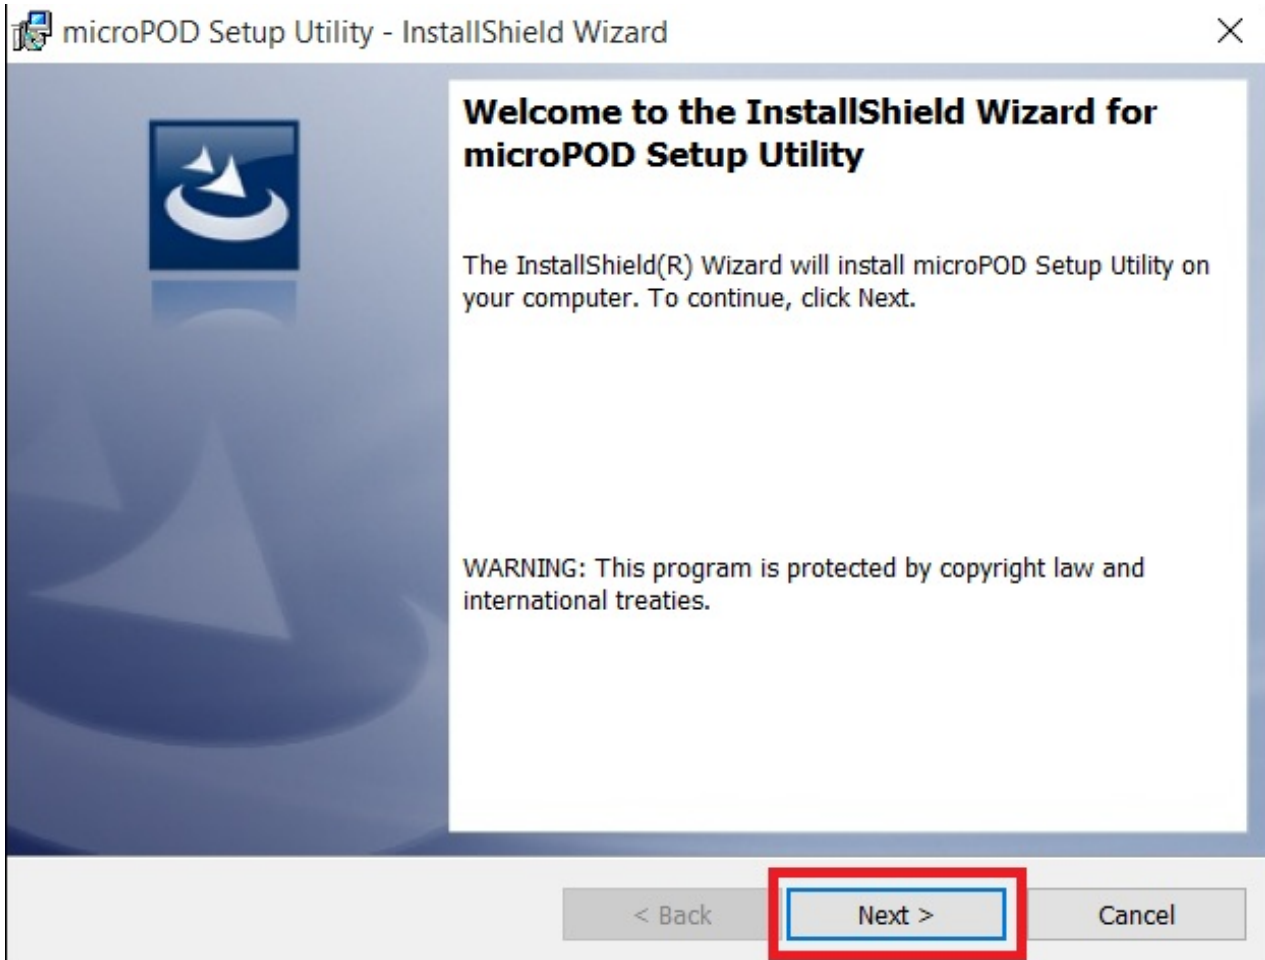 microPOD Setup Utility - InstallShield Wizard
Welcome to the InstallShield Wizard for
microPOD Setup Utility
The InstallShield(R) Wizard will install microPOD Setup Utility on
your computer. To continue, click Next.
WARNING: This program is protected by copyright law and
international treaties.
< Back Next > Cancel